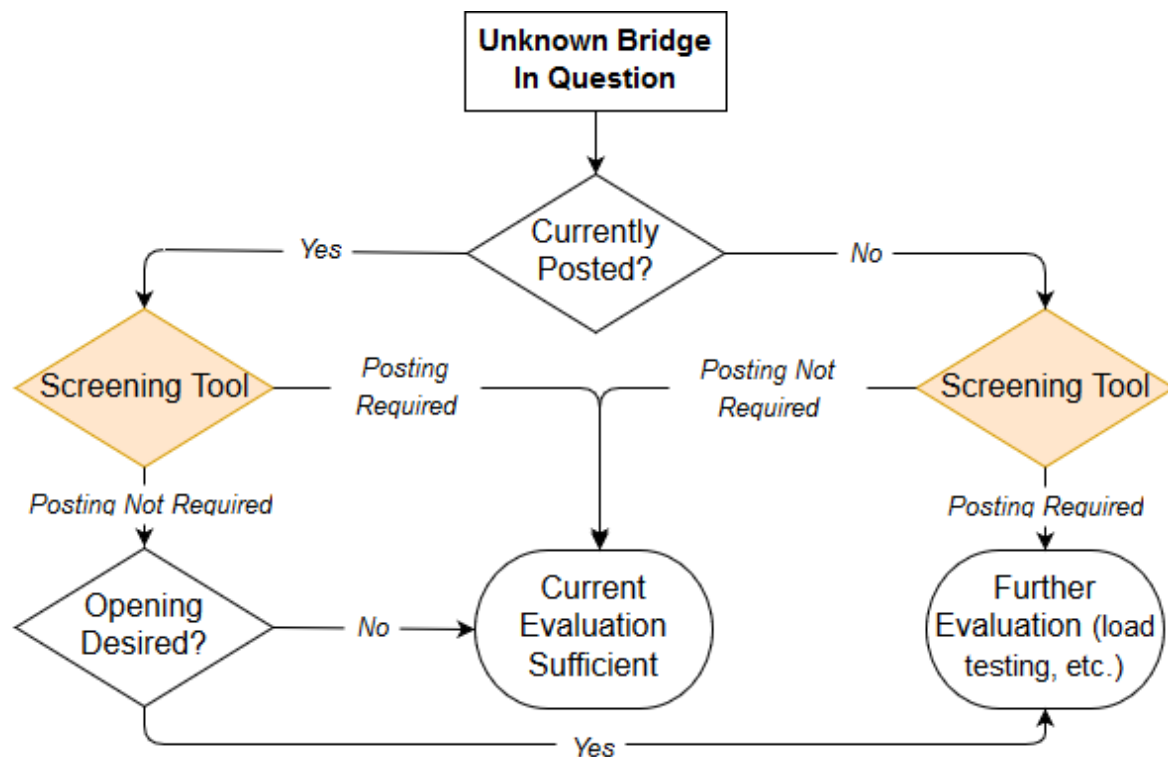 Unknown Bridge
In Question
Currently
Posted?
Yes
No
Screening Tool
Posting
Required
Posting Not
Required
Screening Tool
Posting Not Required
Posting Required
Opening
Desired?
No
Current
Evaluation
Sufficient
Further
Evaluation (load
testing, etc.)
Yes